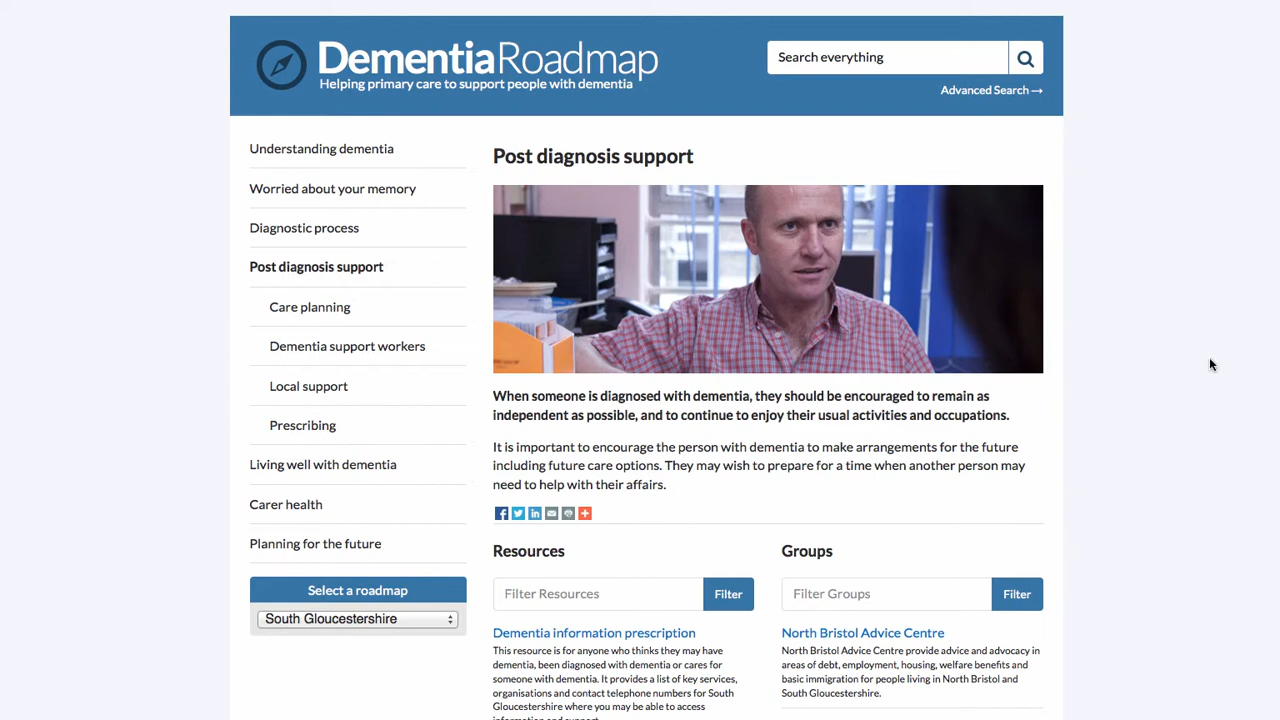 DementiaRoadmap
Helping primary care to support people with dementia
Search everything
Advanced Search →
Understanding dementia
Worried about your memory
Diagnostic process
Post diagnosis support
Care planning
Dementia support workers
Local support
Prescribing
Living well with dementia
Carer health
Planning for the future
Select a roadmap
South Gloucestershire
Post diagnosis support
When someone is diagnosed with dementia, they should be encouraged to remain as
independent as possible, and to continue to enjoy their usual activities and occupations.
It is important to encourage the person with dementia to make arrangements for the future
including future care options. They may wish to prepare for a time when another person may
need to help with their affairs.
Resources
Filter Resources
Filter
Dementia information prescription
This resource is for anyone who thinks they may have
dementia, been diagnosed with dementia or cares for
someone with dementia. It provides a list of key services,
organisations and contact telephone numbers for South
Gloucestershire where you may be able to access
information and support.
Groups
Filter Groups
Filter
North Bristol Advice Centre
North Bristol Advice Centre provide advice and advocacy in
areas of debt, employment, housing, welfare benefits and
basic immigration for people living in North Bristol and
South Gloucestershire.